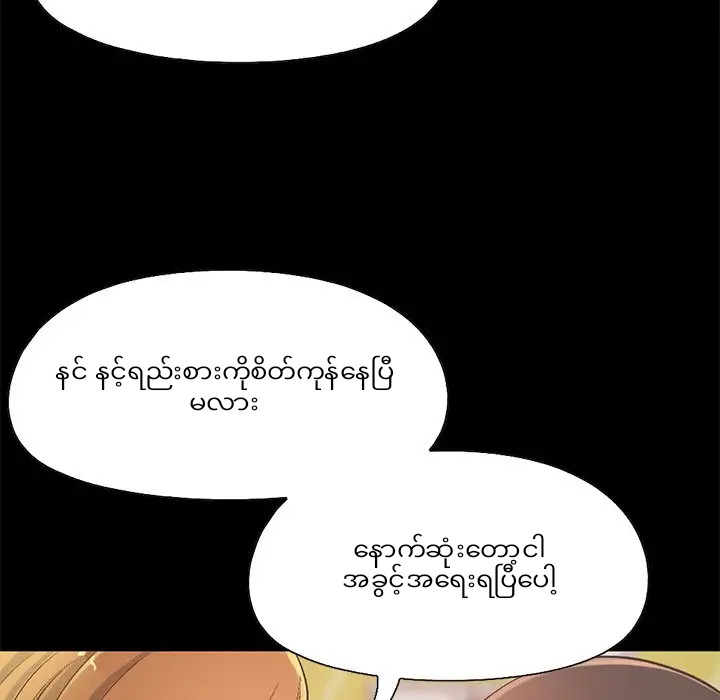 နင် နင့်ရည်းစားကိုစိတ်ကုန်နေပြီ
မလား
နောက်ဆုံးတော့ငါ
အခွင့်အရေးရပြီပေါ့